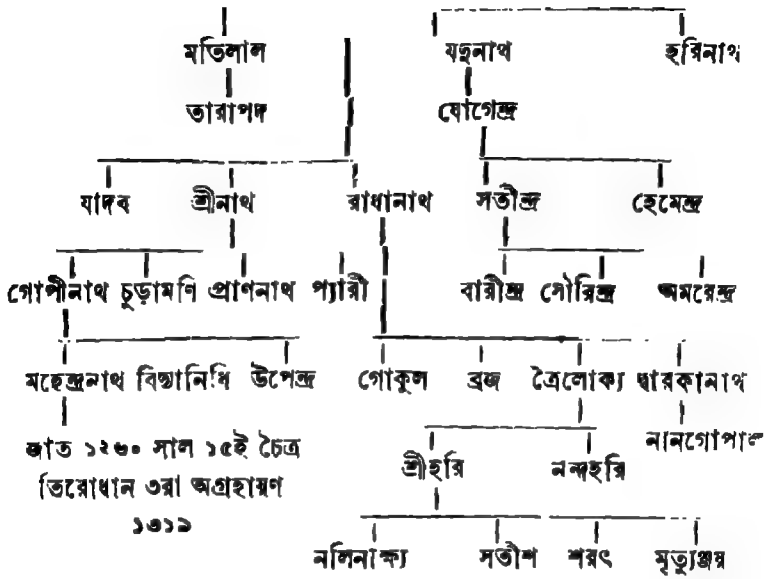 মতিলাল যদুনাথ হরিনাথ
তারাপদ যোগেন্দ্র
যাদব শ্রীনাথ রাধানাথ সতীন্দ্র হেমেন্দ্র
গোপীনাথ চুড়ামণি প্রাণনাথ প্যারী বারীন্দ্র সৌরিন্দ্র অমরেন্দ্র
মহেন্দ্রনাথ বিদ্যানিধি উপেন্দ্র গোকুল ব্রজ ত্রৈলোক্য দ্বারকানাথ
জাত ১২৬০ সাল ১৫ই চৈত্র শ্রীহরি নন্দহরি নানগোপাল
তিরোধান ৩রা অগ্রহায়ণ
১৩১৯
নলিনাক্ষ্য সতীশ শরৎ মৃত্যুঞ্জয়